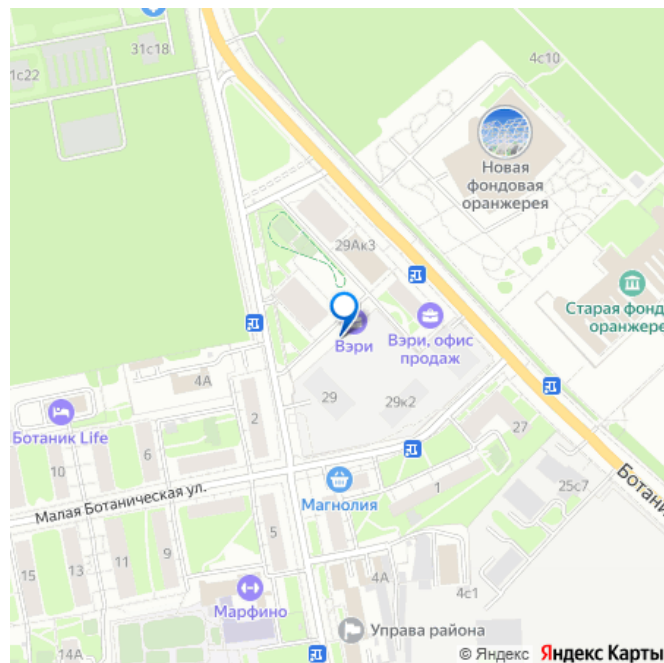 31с18
1с22
4с10
Новая
фондовая
оранжерея
29Ак3
Старая фонд
оранжере
Вэри
Вэри, офис
продаж
4А
29
29к2
2
27
Ботаник Life
6
10
Малая Ботаническая ул.
Магнолия
1
25с7
Ботани
5
9
11
13
15
4А
4с1
Марфино
Управа района
14А
© Яндекс Яндекс Карты